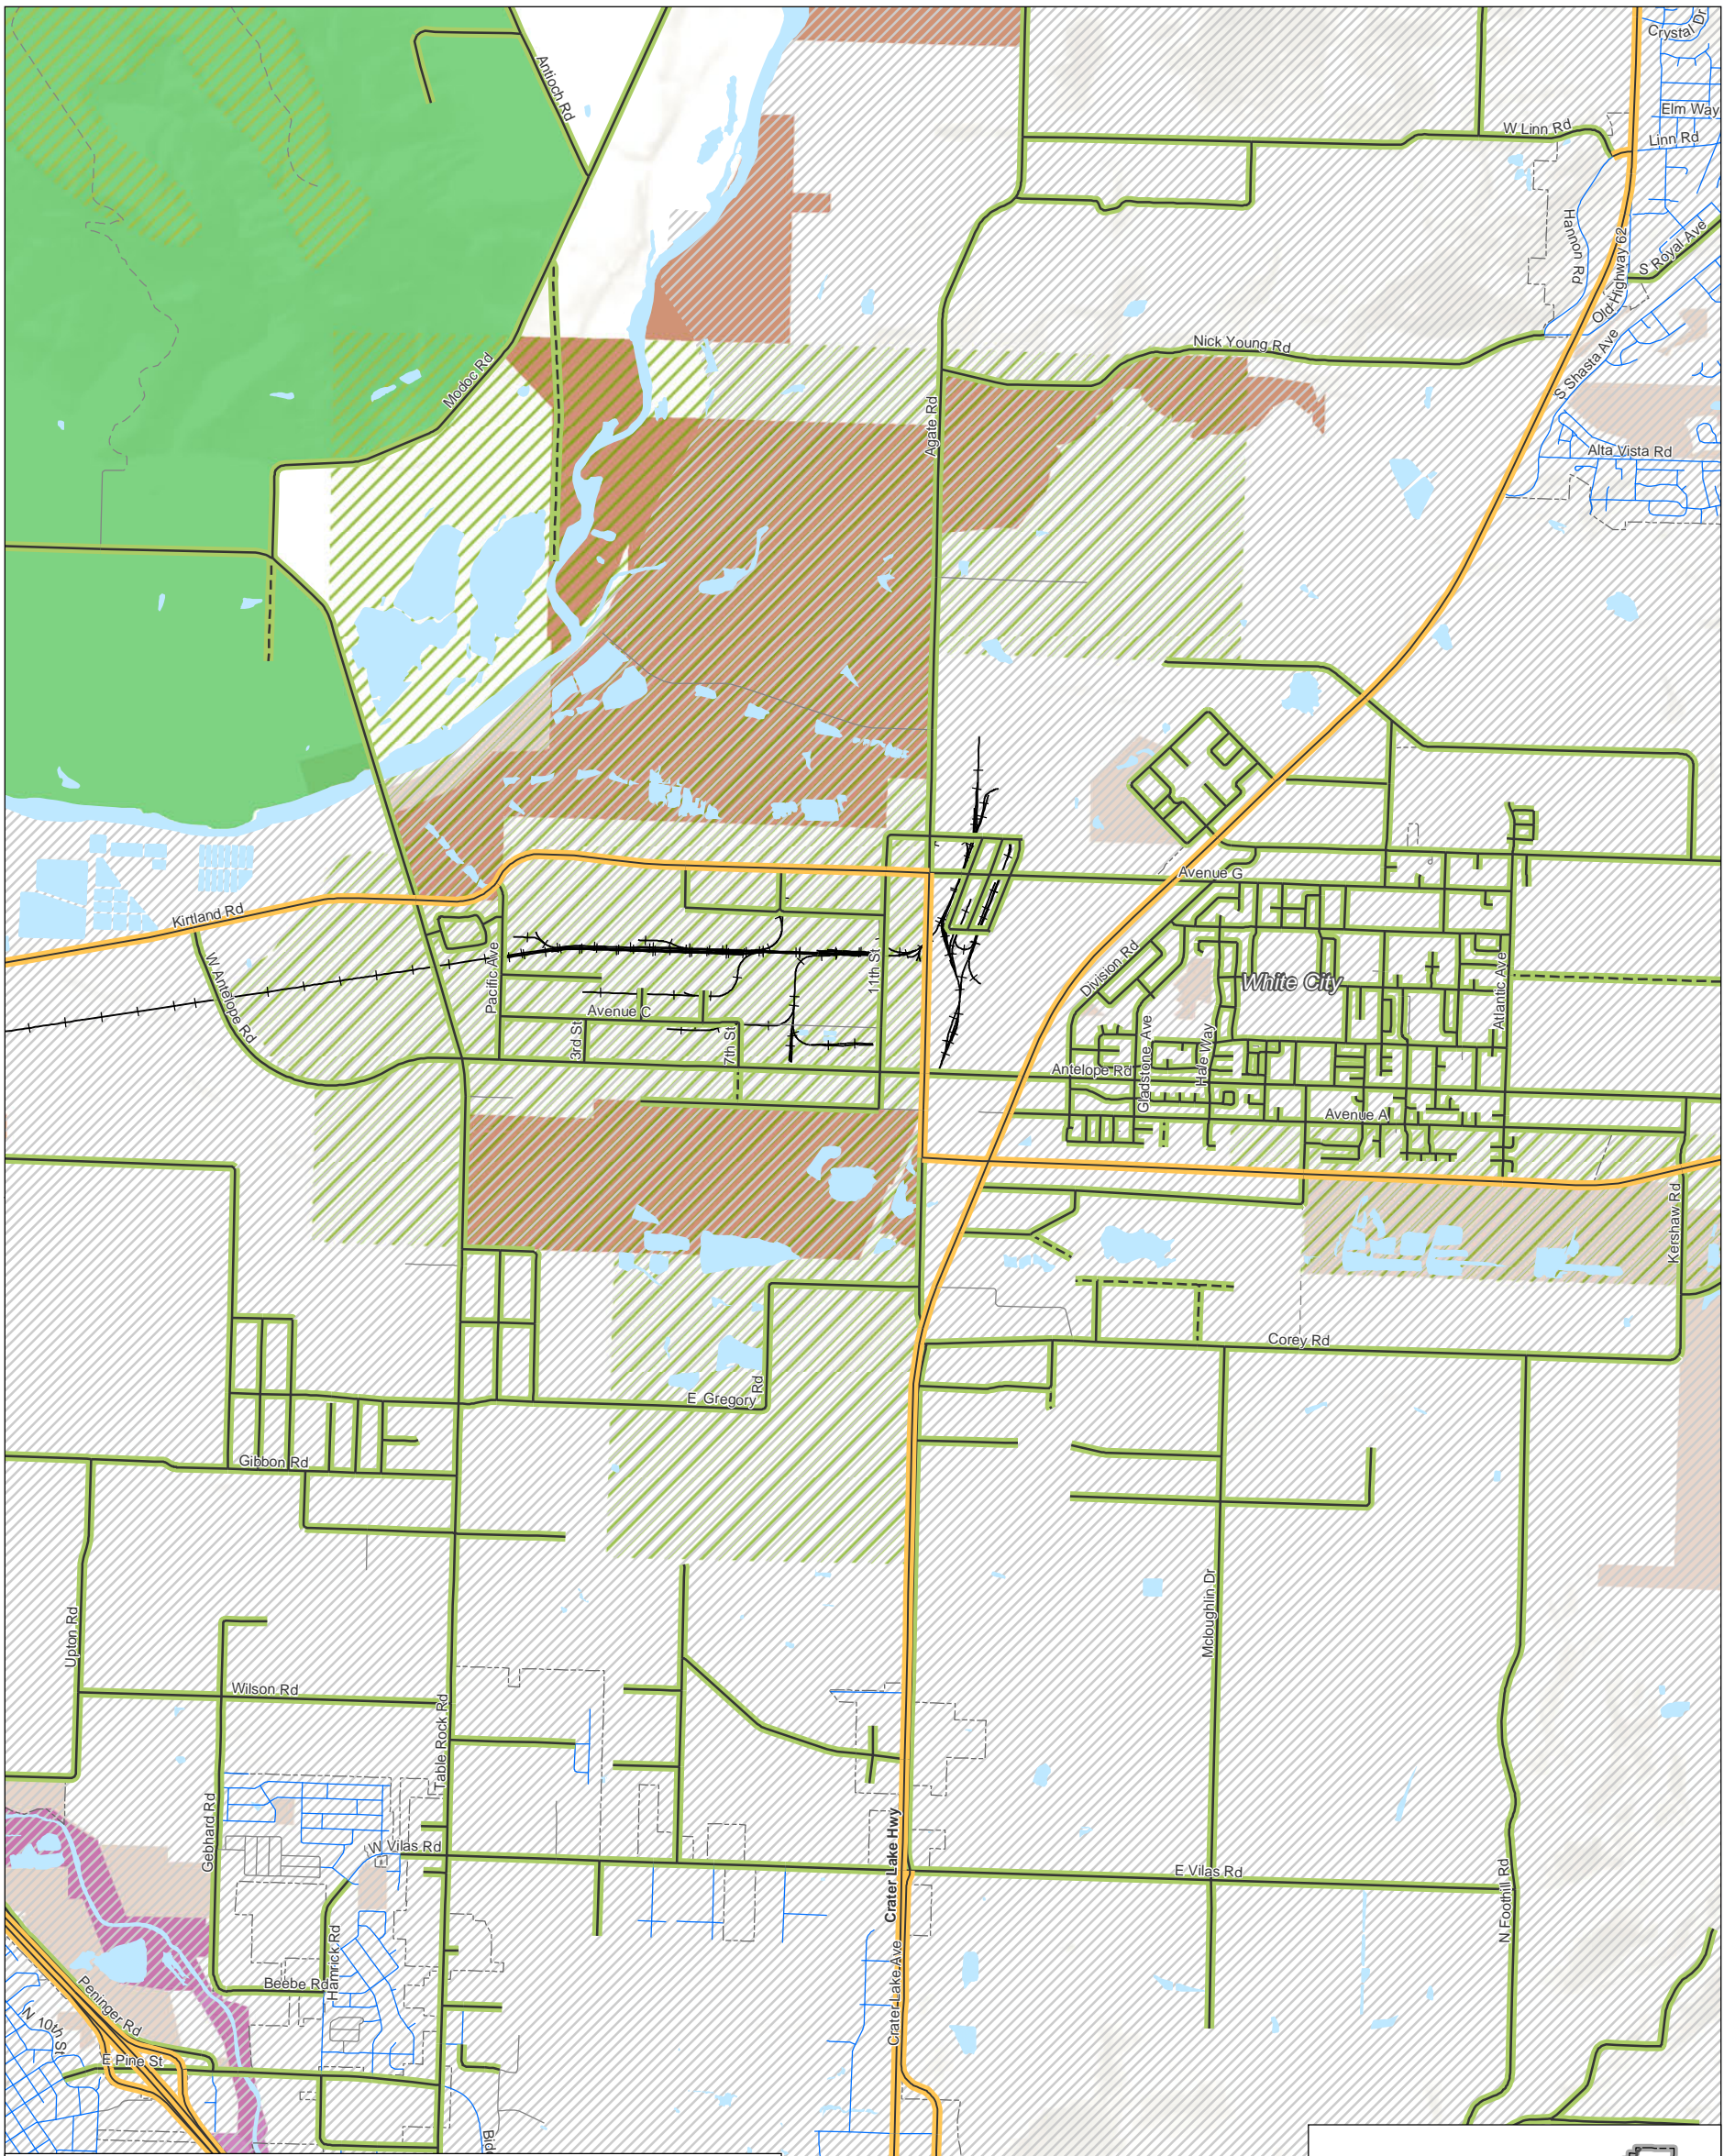 Crystal Dr
Antioch Rd
Elm Way
W Linn Rd
Linn Rd
Hannon Rd
Old Highway 62
S Royal Ave
Nick Young Rd
S Shasta Ave
Modoc Rd
Agate Rd
Alta Vista Rd
Avenue G
Kirtland Rd
W Antelope Rd
Pacific Ave
11th St
Division Rd
White City
Atlantic Ave
Avenue C
3rd St
7th St
Antelope Rd
Gladstone Ave
Hale Way
Avenue A
Kershaw Rd
Corey Rd
E Gregory Rd
Gibbon Rd
Upton Rd
Mcloughlin Dr
Wilson Rd
Table Rock Rd
Gebhard Rd
W Vilas Rd
Crater Lake Hwy
E Vilas Rd
N Foothill Rd
Hamrick Rd
Beebe Rd
Peninger Rd
Crater Lake Ave
N 10th St
E Pine St